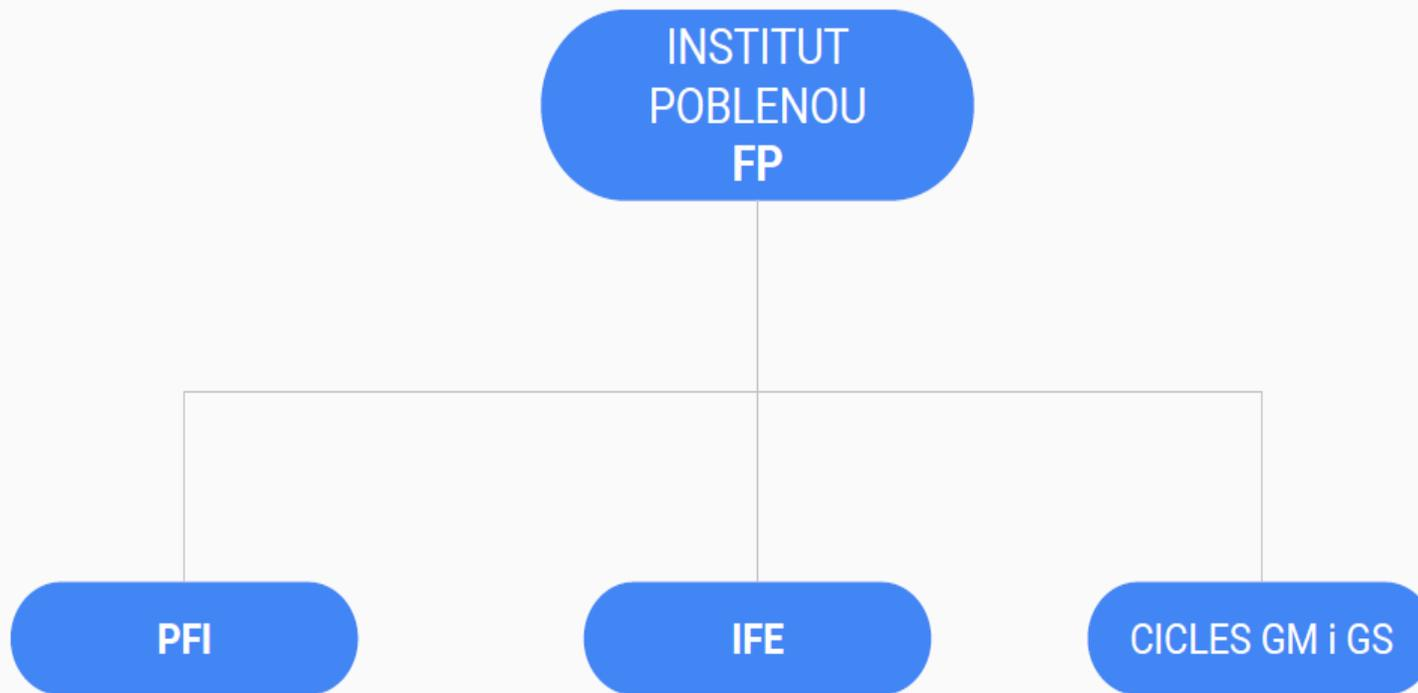 INSTITUT
POBLENOU
FP
PFI
IFE
CICLES GM i GS